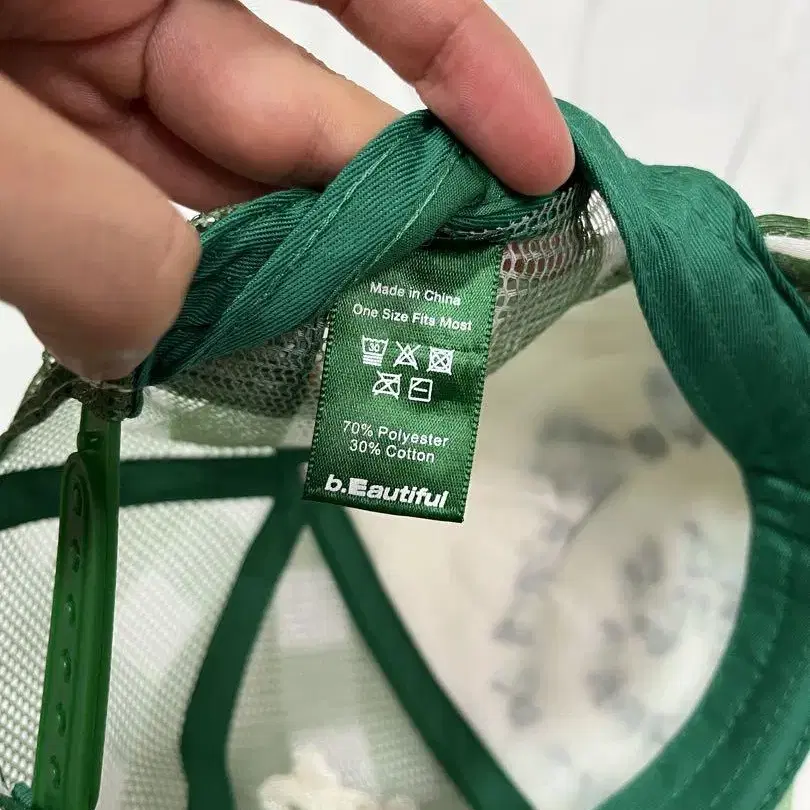 Made in China
One Size Fits Most
30
70% Polyester
30% Cotton
b.Eautiful